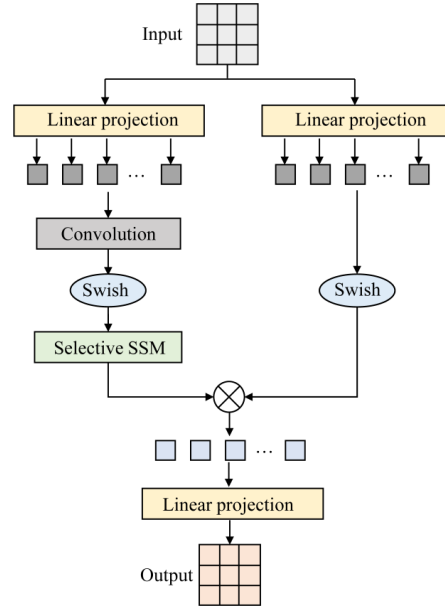 Input
Linear projection
Linear projection
...
...
Convolution
Swish
Swish
Selective SSM
...
Linear projection
Output